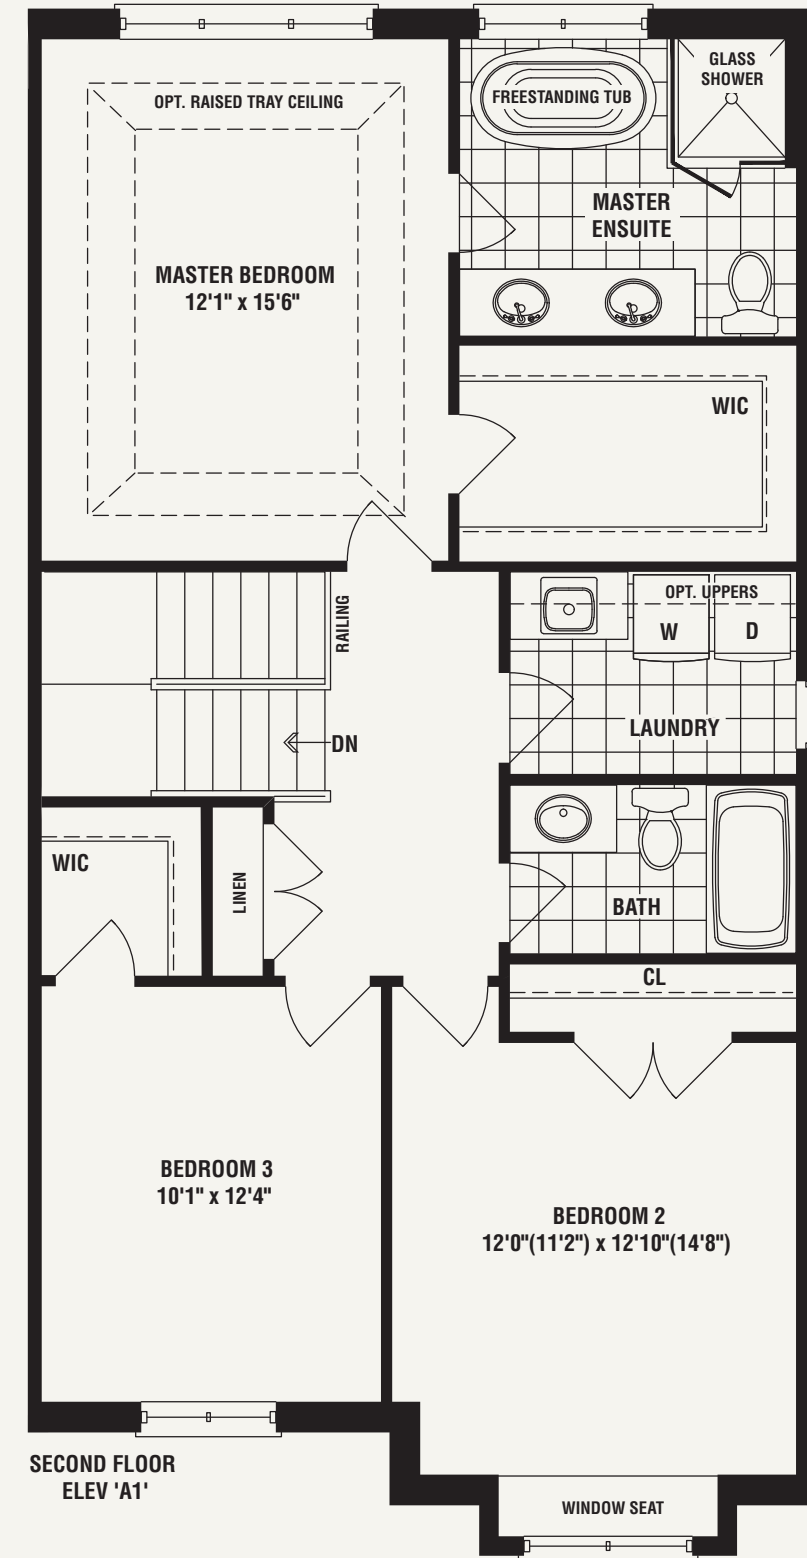 GLASS
SHOWER
FREESTANDING TUB
OPT. RAISED TRAY CEILING
MASTER
ENSUITE
MASTER BEDROOM
12'1" x 15'6"
WIC
OPT. UPPERS
W
D
RAILING
LAUNDRY
DN
WIC
LINEN
BATH
CL
BEDROOM 3
10'1" x 12'4"
BEDROOM 2
12'0"(11'2") x 12'10"(14'8")
SECOND FLOOR
ELEV 'A1'
WINDOW SEAT